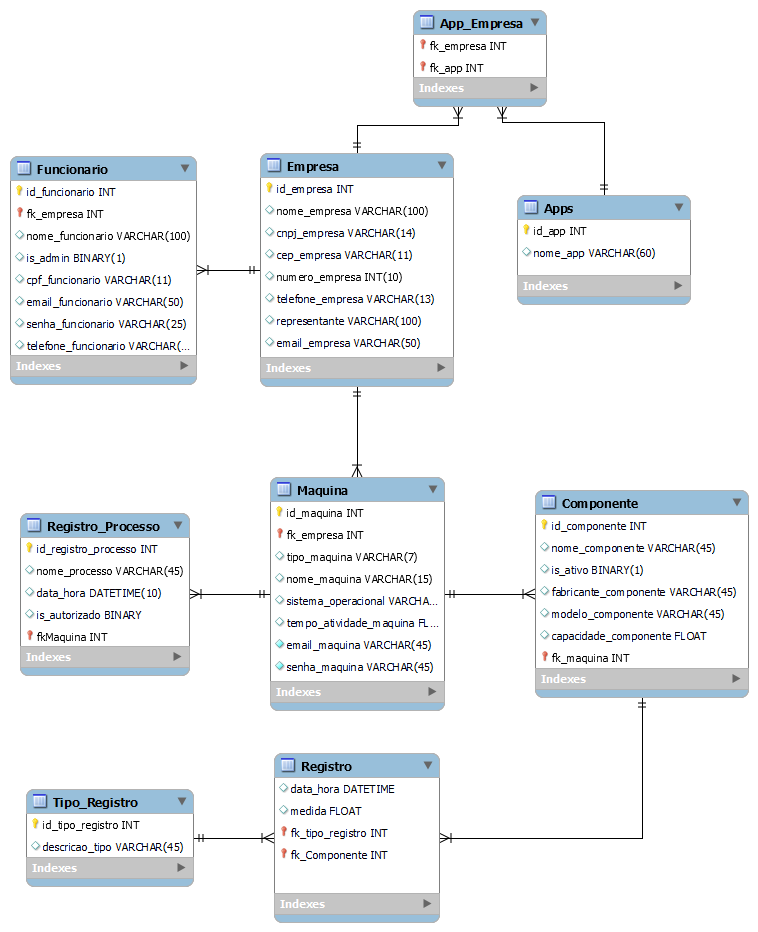 App_Empresa
fk_empresa INT
fk_app INT
Indexes
Funcionario
id_funcionario INT
fk_empresa INT
nome_funcionario VARCHAR(100)
is_admin BINARY(1)
cpf_funcionario VARCHAR(11)
email_funcionario VARCHAR(50)
senha_funcionario VARCHAR(25)
telefone_funcionario VARCHAR(...
Indexes
Empresa
id_empresa INT
nome_empresa VARCHAR(100)
cnpj_empresa VARCHAR(14)
cep_empresa VARCHAR(11)
numero_empresa INT(10)
telefone_empresa VARCHAR(13)
representante VARCHAR(100)
email_empresa VARCHAR(50)
Indexes
Apps
id_app INT
nome_app VARCHAR(60)
Indexes
Registro_Processo
id_registro_processo INT
nome_processo VARCHAR(45)
data_hora DATETIME(10)
is_autorizado BINARY
fkMaquina INT
Indexes
Maquina
id_maquina INT
fk_empresa INT
tipo_maquina VARCHAR(7)
nome_maquina VARCHAR(15)
sistema_operacional VARCHA...
tempo_atividade_maquina FL...
email_maquina VARCHAR(45)
senha_maquina VARCHAR(45)
Indexes
Componente
id_componente INT
nome_componente VARCHAR(45)
is_ativo BINARY(1)
fabricante_componente VARCHAR(45)
modelo_componente VARCHAR(45)
capacidade_componente FLOAT
fk_maquina INT
Indexes
Tipo_Registro
id_tipo_registro INT
descricao_tipo VARCHAR(45)
Indexes
Registro
data_hora DATETIME
medida FLOAT
fk_tipo_registro INT
fk_Componente INT
Indexes